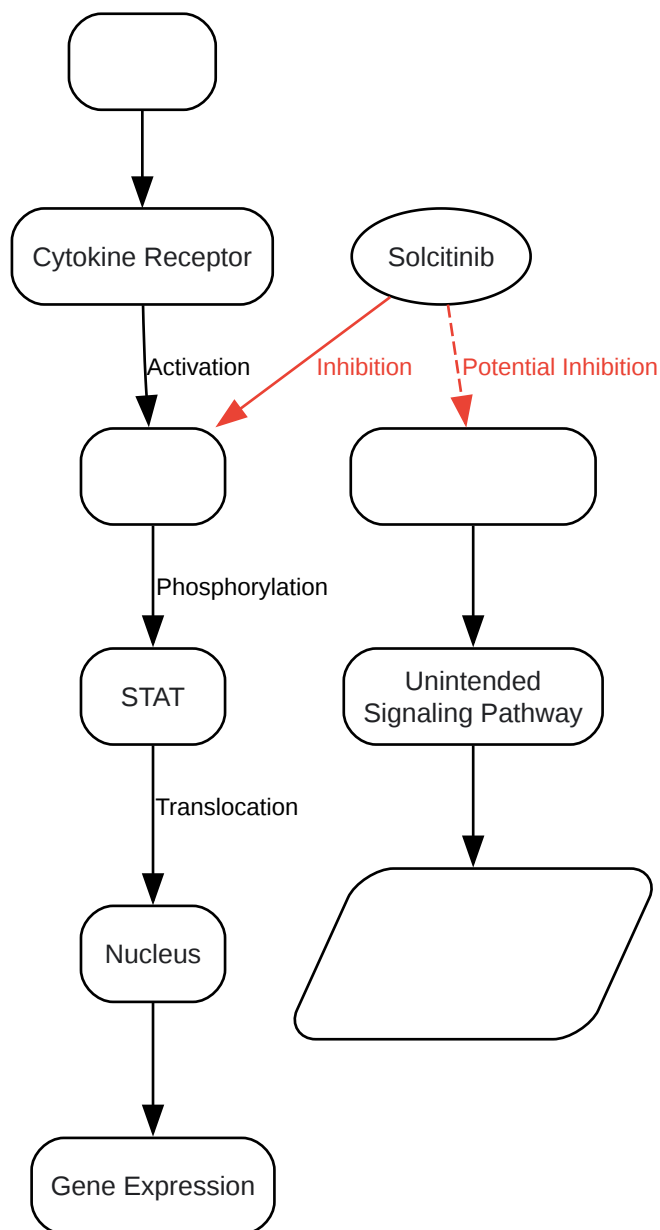 Cytokine Receptor
Solcitinib
Activation
Inhibition
Potential Inhibition
Phosphorylation
STAT
Unintended
Signaling Pathway
Translocation
Nucleus
Gene Expression